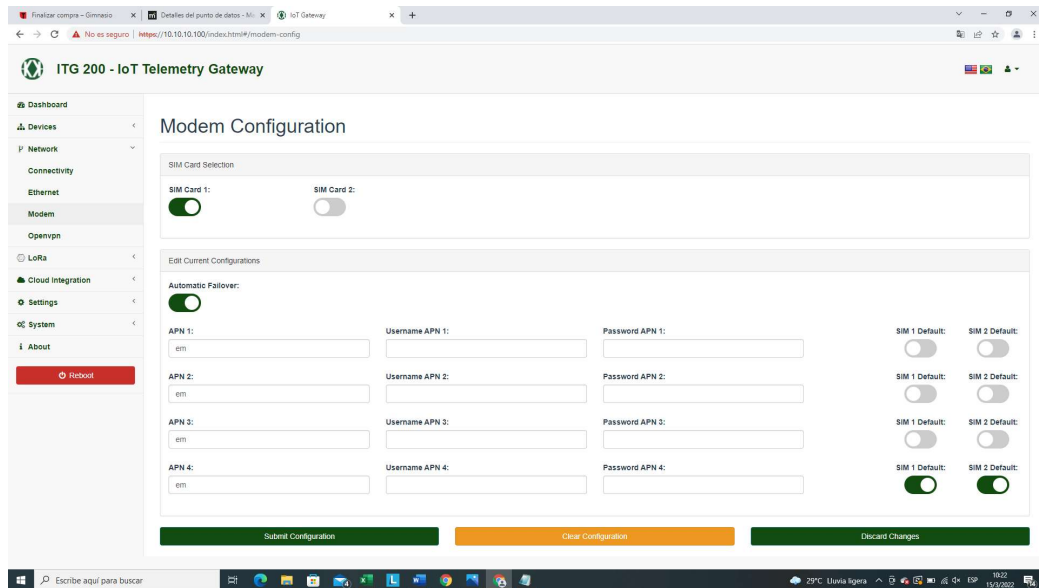 Finalizar compra – Gimnasio
Detalles del punto de datos - Mi
IoT Gateway
No es seguro | https://10.10.10.100/index.html#/modem-config
ITG 200 - IoT Telemetry Gateway
Dashboard
Devices
Network
Connectivity
Ethernet
Modem
Openvpn
LoRa
Cloud Integration
Settings
System
About
Reboot
Modem Configuration
SIM Card Selection
SIM Card 1: SIM Card 2:
Edit Current Configurations
Automatic Failover:
APN 1: Username APN 1: Password APN 1: SIM 1 Default: SIM 2 Default:
em
APN 2: Username APN 2: Password APN 2: SIM 1 Default: SIM 2 Default:
em
APN 3: Username APN 3: Password APN 3: SIM 1 Default: SIM 2 Default:
em
APN 4: Username APN 4: Password APN 4: SIM 1 Default: SIM 2 Default:
em
Submit Configuration Clear Configuration Discard Changes
Escribe aquí para buscar
29°C Lluvia ligera
ESP
10:22
15/3/2022